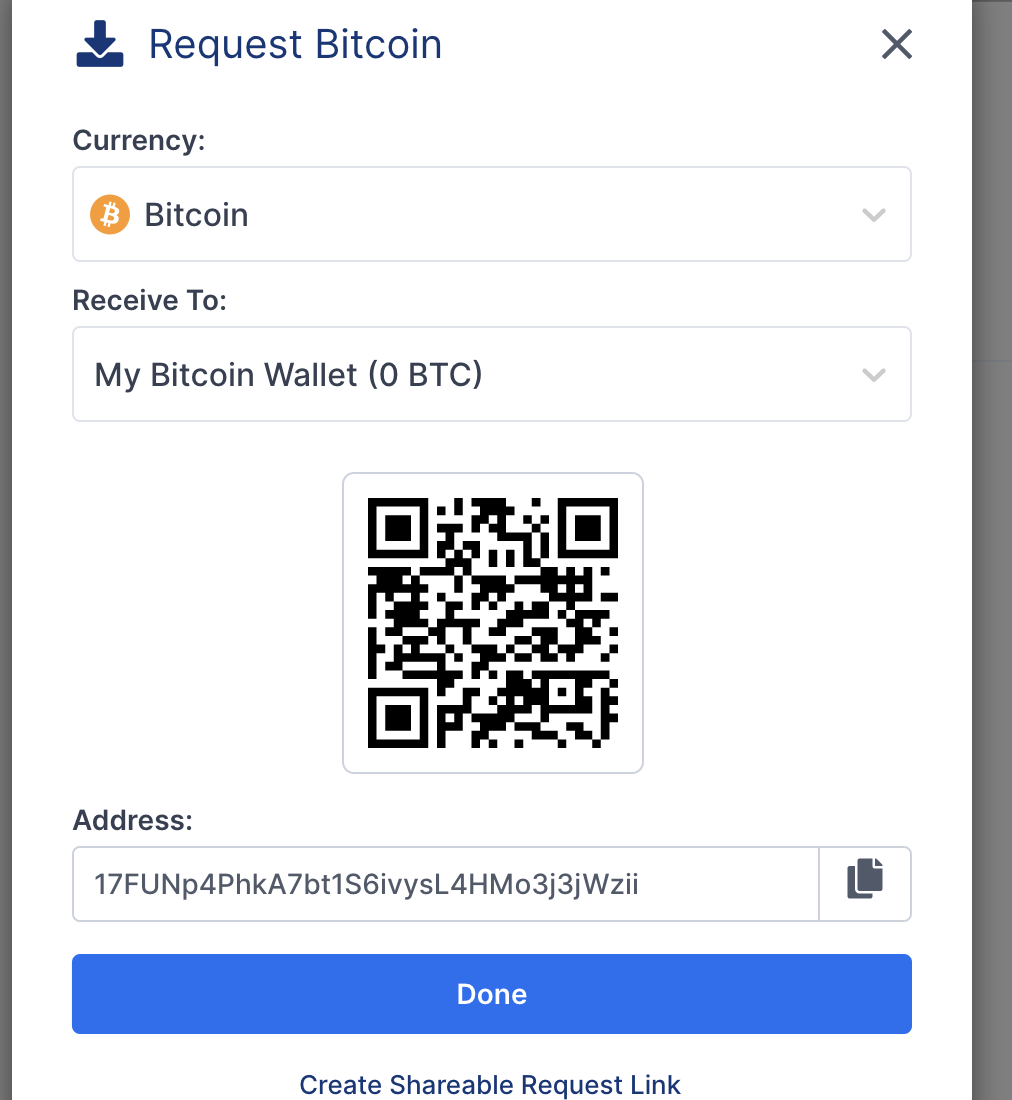 Request Bitcoin
Currency:
Bitcoin
Receive To:
My Bitcoin Wallet (0 BTC)
Address:
17FUNp4PhkA7bt1S6ivysL4HMo3j3jWzii
Done
Create Shareable Request Link